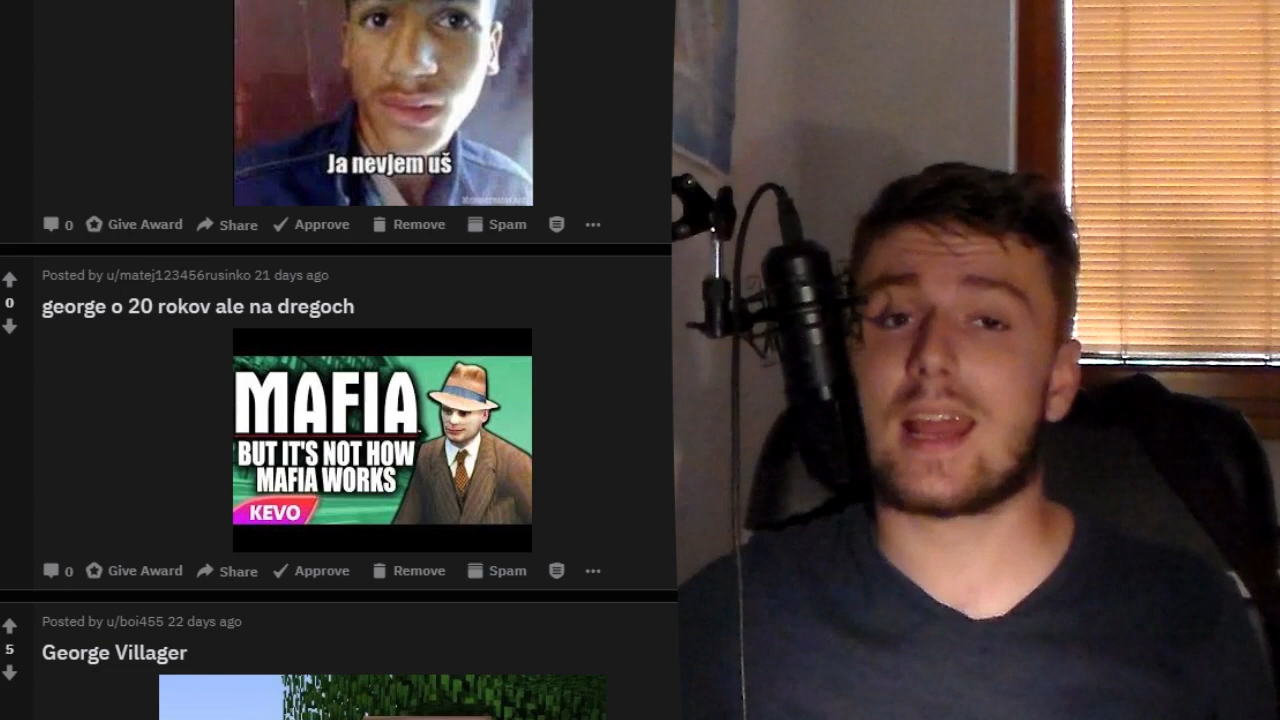 Ja nevjem uš
0 Give Award Share Approve Remove Spam
Posted by u/matej123456rusinko 21 days ago
0
george o 20 rokov ale na dregoch
MAFIA
BUT IT'S NOT HOW
MAFIA WORKS
KEVO
0 Give Award Share Approve Remove Spam
Posted by u/boi455 22 days ago
5
George Villager